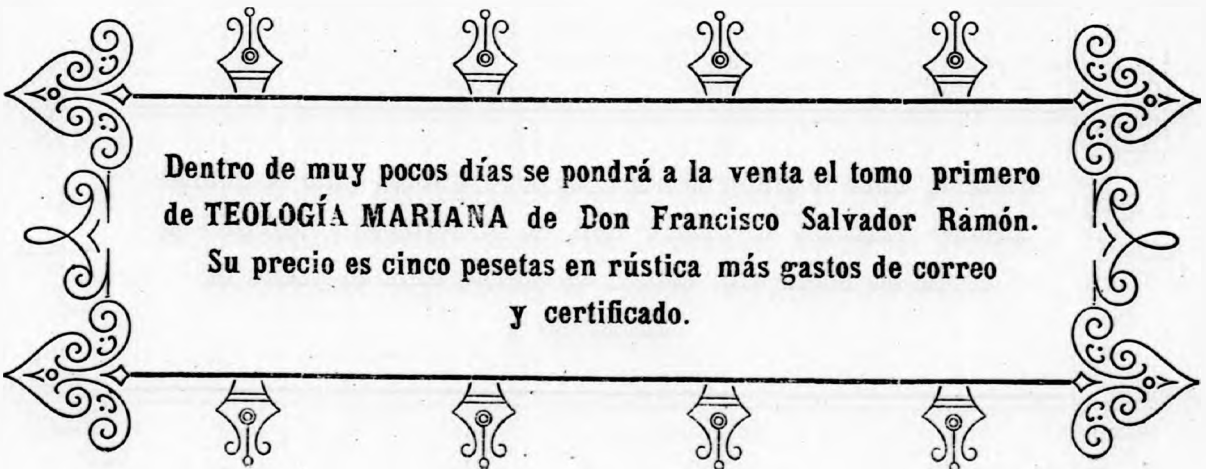 Dentro de muy pocos días se pondrá a la venta el tomo primero
de TEOLOGÍA MARIANA de Don Francisco Salvador Ramón.
Su precio es cinco pesetas en rústica más gastos de correo
y certificado.